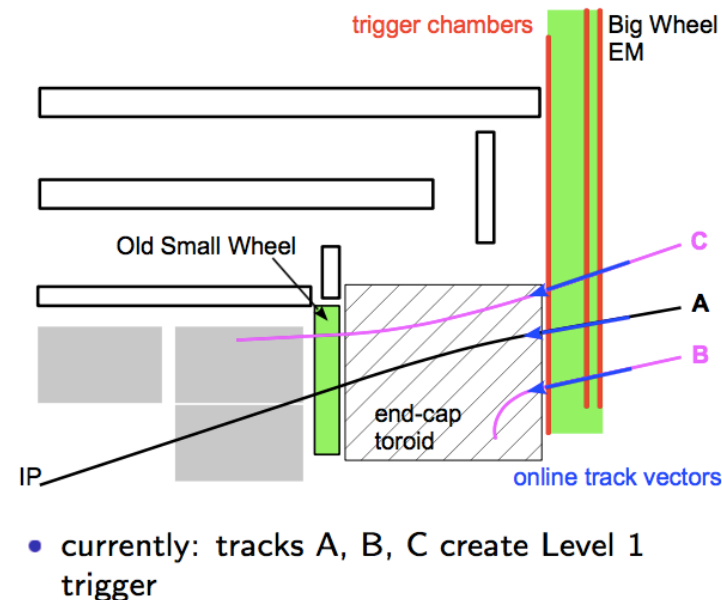 trigger chambers
Big Wheel
EM
Old Small Wheel
C
A
B
end-cap
toroid
IP
online track vectors
• currently: tracks A, B, C create Level 1
trigger